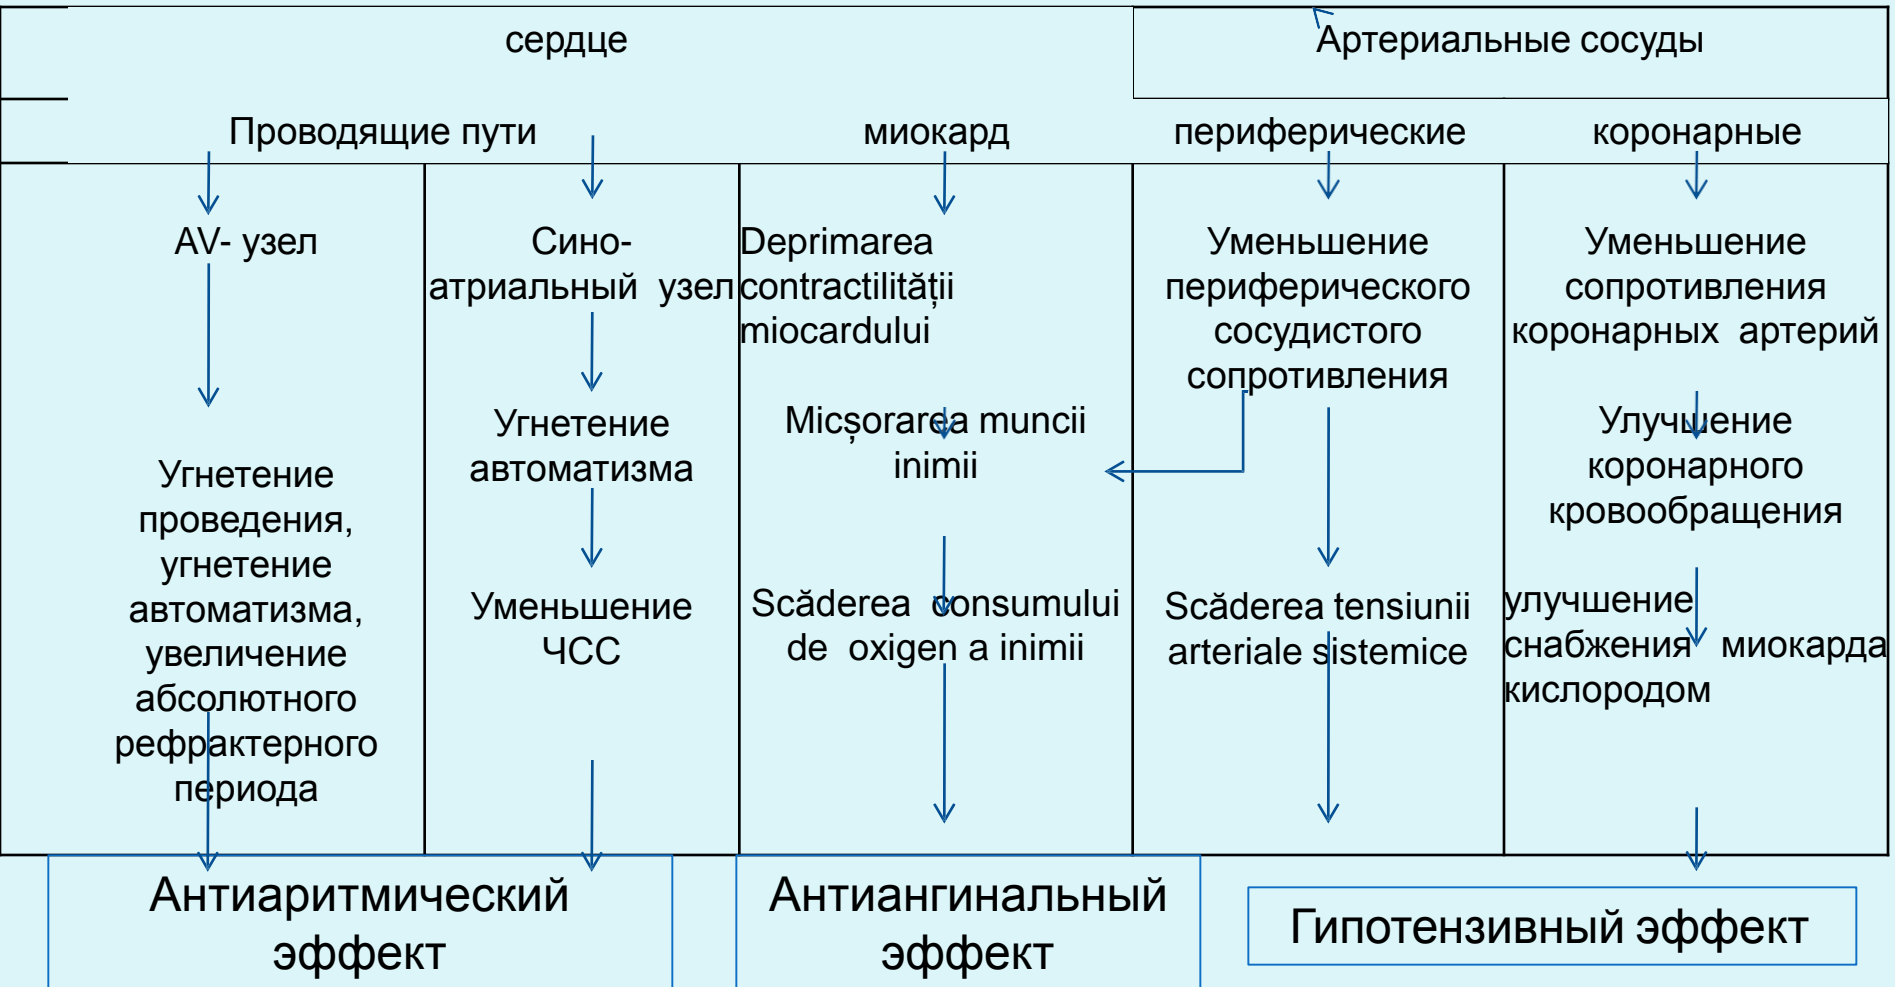 сердце
Артериальные сосуды
Проводящие пути
миокард
периферические
коронарные
AV- узел
Сино-
атриальный узел
Deprimarea
contractilității
miocardului
Уменьшение
периферического
сосудистого
сопротивления
Уменьшение
сопротивления
коронарных артерий
Угнетение
проведения,
угнетение
автоматизма,
увеличение
абсолютного
рефрактерного
периода
Угнетение
автоматизма
Уменьшение
ЧСС
Micșorarea muncii
inimii
Scăderea consumului
de oxigen a inimii
Scăderea tensiunii
arteriale sistemice
Улучшение
коронарного
кровообращения
улучшение
снабжения миокарда
кислородом
Антиаритмический
эффект
Антиангинальный
эффект
Гипотензивный эффект